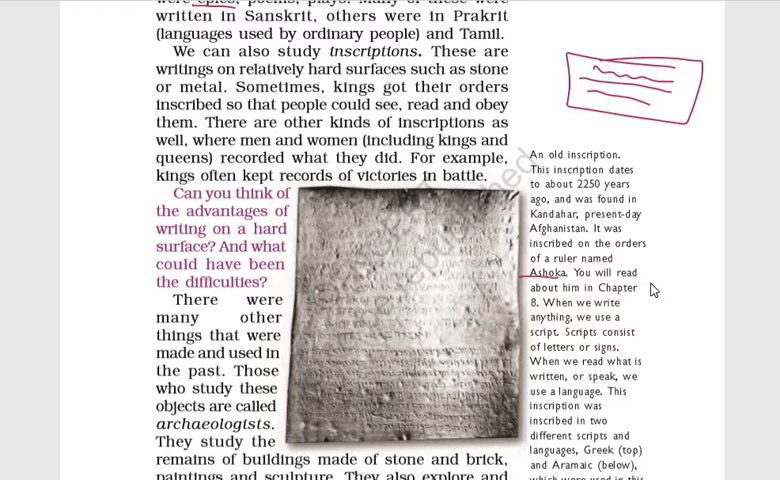 were epics, poems, plays. Many of these were
written in Sanskrit, others were in Prakrit
(languages used by ordinary people) and Tamil.
We can also study inscriptions. These are
writings on relatively hard surfaces such as stone
or metal. Sometimes, kings got their orders
inscribed so that people could see, read and obey
them. There are other kinds of inscriptions as
well, where men and women (including kings and
queens) recorded what they did. For example,
kings often kept records of victories in battle.
Can you think of
the advantages of
writing on a hard
surface? And what
could have been
the difficulties?
There were
many other
things that were
made and used in
the past. Those
who study these
objects are called
archaeologists.
They study the
remains of buildings made of stone and brick,
paintings and sculpture. They also explore and
An old inscription.
This inscription dates
to about 2250 years
ago, and was found in
Kandahar, present-day
Afghanistan. It was
inscribed on the orders
of a ruler named
Ashoka. You will read
about him in Chapter
8. When we write
anything, we use a
script. Scripts consist
of letters or signs.
When we read what is
written, or speak, we
use a language. This
inscription was
inscribed in two
different scripts and
languages, Greek (top)
and Aramaic (below),
which were used in this